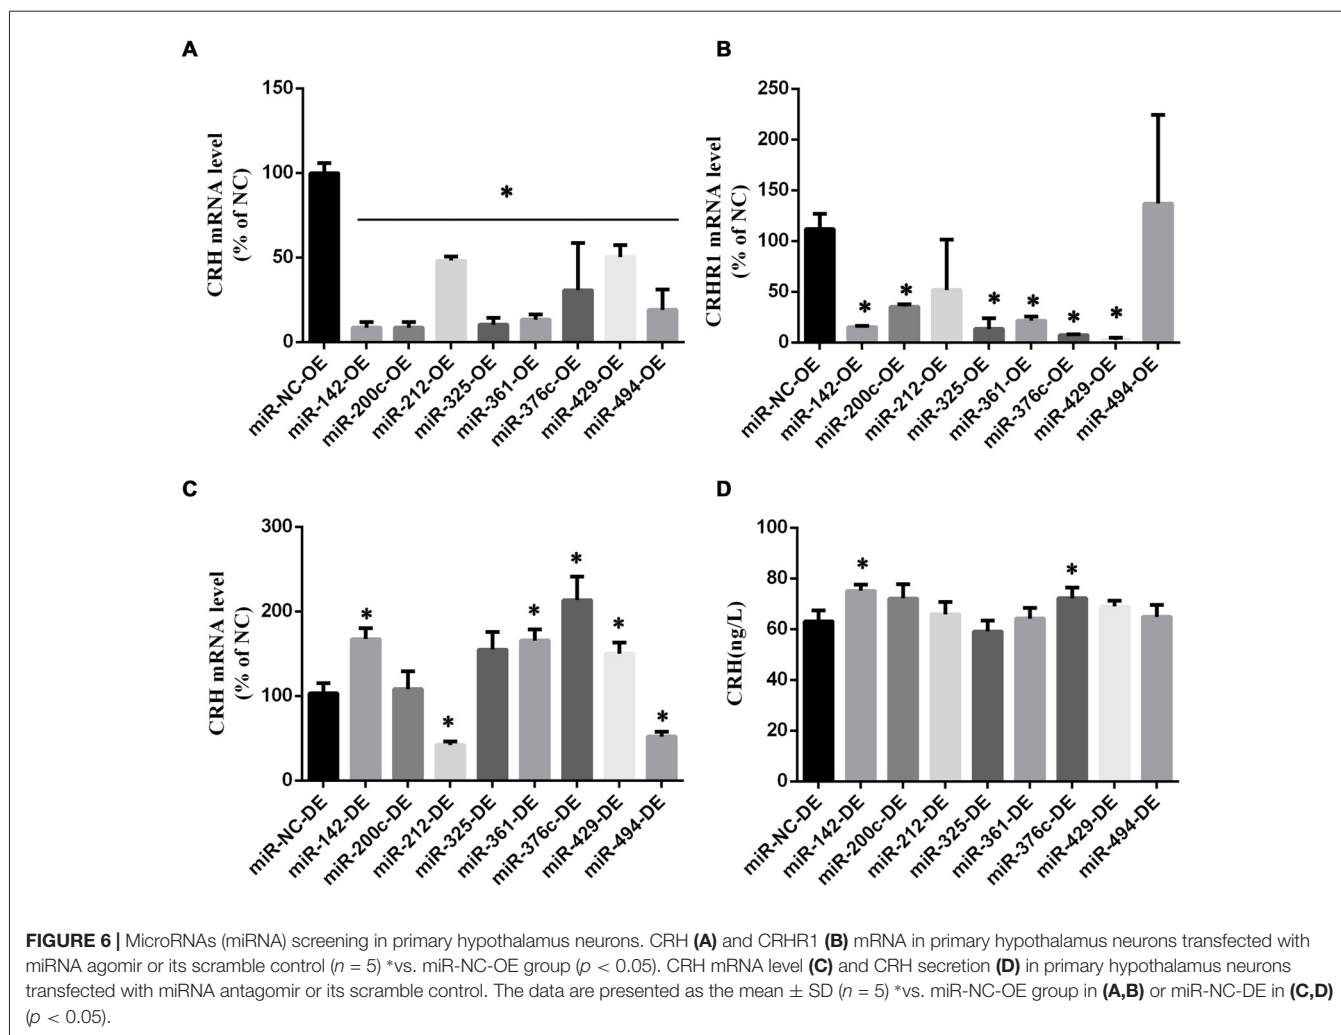 A
CRH mRNA level
(% of NC)
150
100
50
0
*
miR-NC-OE
miR-142-OE
miR-200c-OE
miR-212-OE
miR-325-OE
miR-361-OE
miR-376c-OE
miR-429-OE
miR-494-OE
B
CRHR1 mRNA level
(% of NC)
250
200
150
100
50
0
*
*
*
*
*
*
miR-NC-OE
miR-142-OE
miR-200c-OE
miR-212-OE
miR-325-OE
miR-361-OE
miR-376c-OE
miR-429-OE
miR-494-OE
C
CRH mRNA level
(% of NC)
300
200
100
0
*
*
*
*
*
*
miR-NC-DE
miR-142-DE
miR-200c-DE
miR-212-DE
miR-325-DE
miR-361-DE
miR-376c-DE
miR-429-DE
miR-494-DE
D
CRH(ng/L)
100
80
60
40
20
0
*
*
miR-NC-DE
miR-142-DE
miR-200c-DE
miR-212-DE
miR-325-DE
miR-361-DE
miR-376c-DE
miR-429-DE
miR-494-DE
FIGURE 6 | MicroRNAs (miRNA) screening in primary hypothalamus neurons. CRH (A) and CRHR1 (B) mRNA in primary hypothalamus neurons transfected with
miRNA agomir or its scramble control (n = 5) *vs. miR-NC-OE group (p < 0.05). CRH mRNA level (C) and CRH secretion (D) in primary hypothalamus neurons
transfected with miRNA antagomir or its scramble control. The data are presented as the mean ± SD (n = 5) *vs. miR-NC-OE group in (A,B) or miR-NC-DE in (C,D)
(p < 0.05).